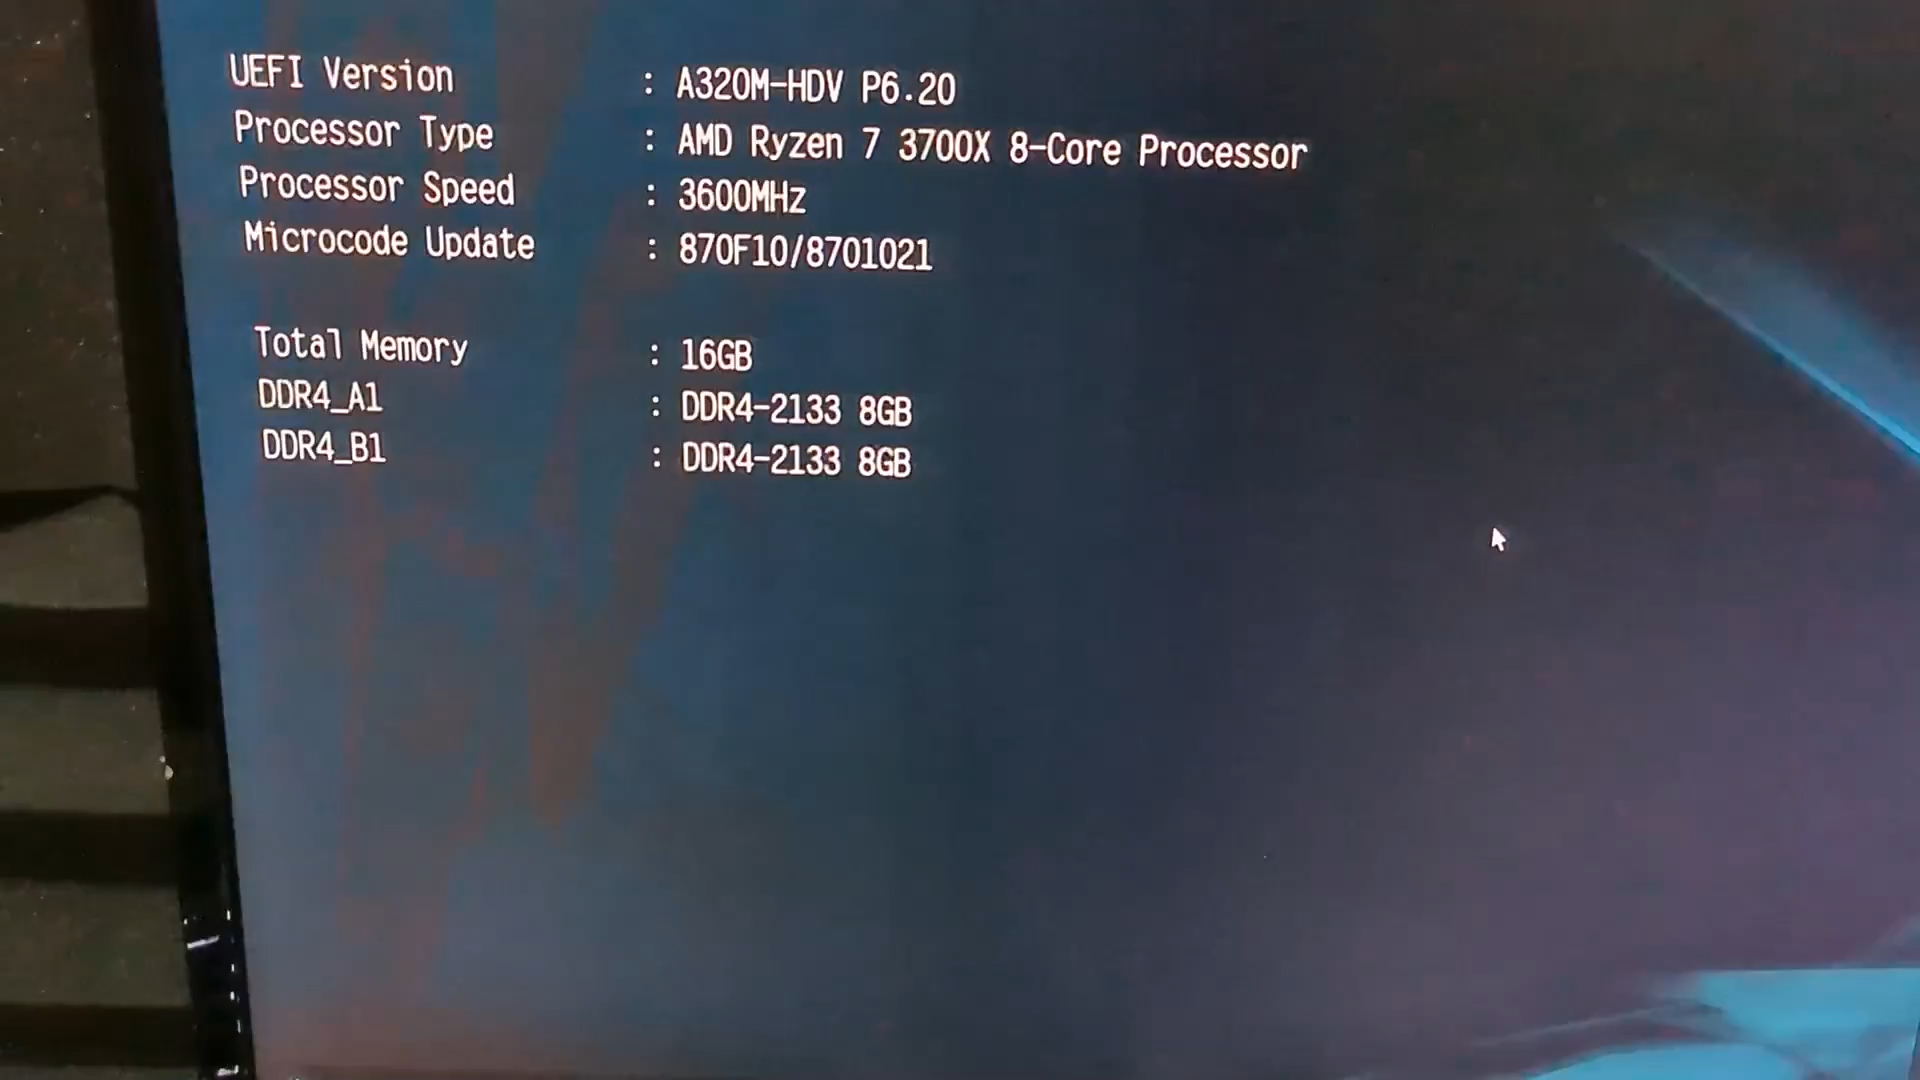 UEFI Version : A320M-HDV P6.20
Processor Type : AMD Ryzen 7 3700X 8-Core Processor
Processor Speed : 3600MHz
Microcode Update : 870F10/8701021
Total Memory : 16GB
DDR4_A1 : DDR4-2133 8GB
DDR4_B1 : DDR4-2133 8GB